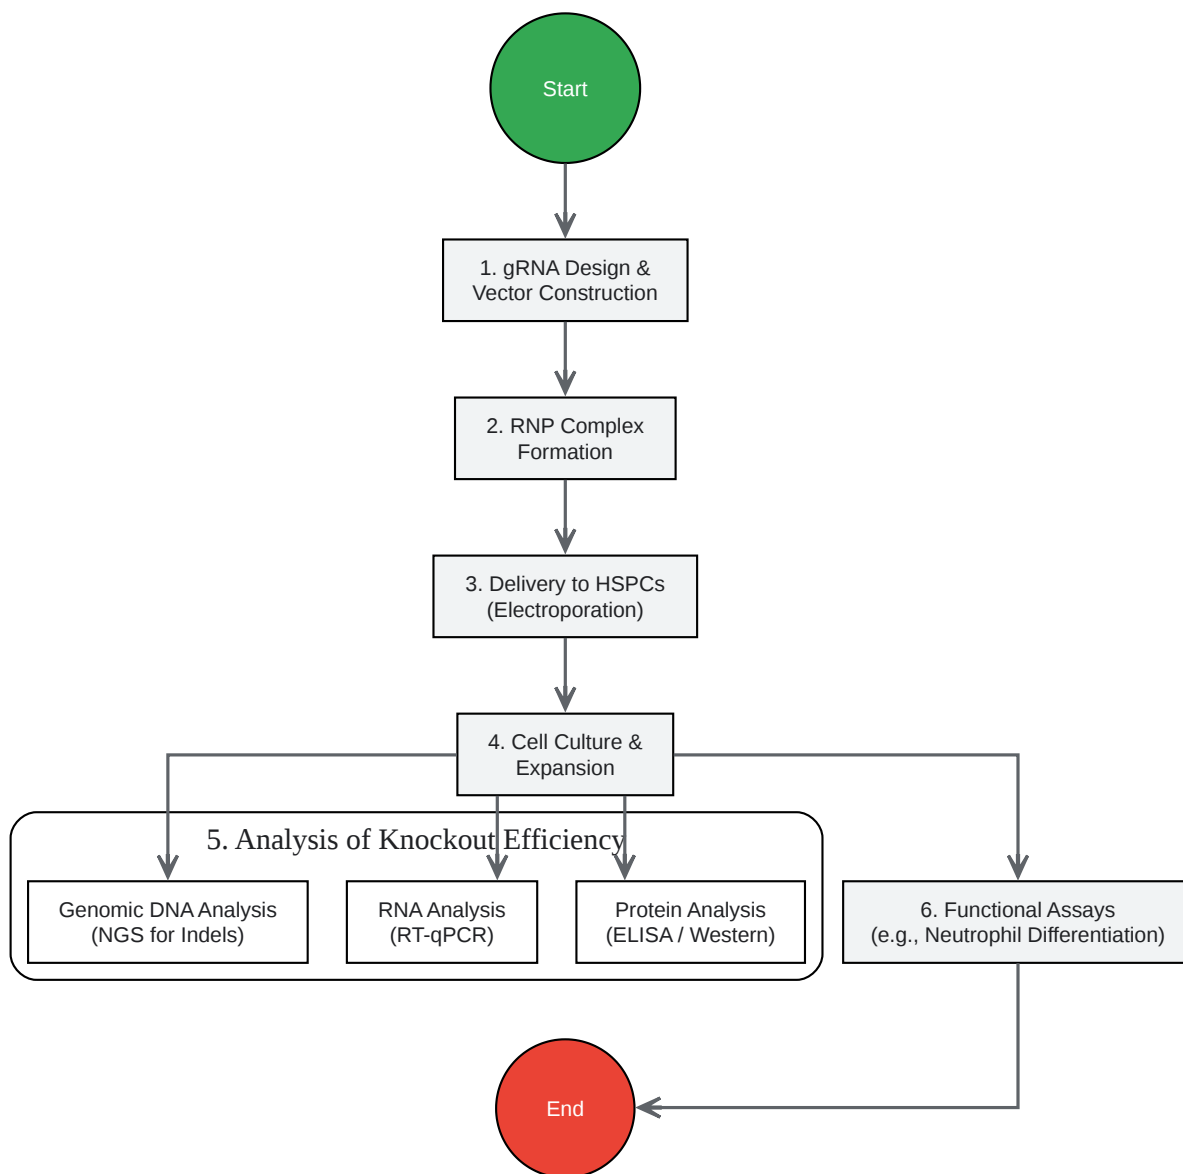 Start
1. gRNA Design &
Vector Construction
2. RNP Complex
Formation
3. Delivery to HSPCs
(Electroporation)
4. Cell Culture &
Expansion
5. Analysis of Knockout Efficiency
Genomic DNA Analysis
(NGS for Indels)
RNA Analysis
(RT-qPCR)
Protein Analysis
(ELISA / Western)
6. Functional Assays
(e.g., Neutrophil Differentiation)
End